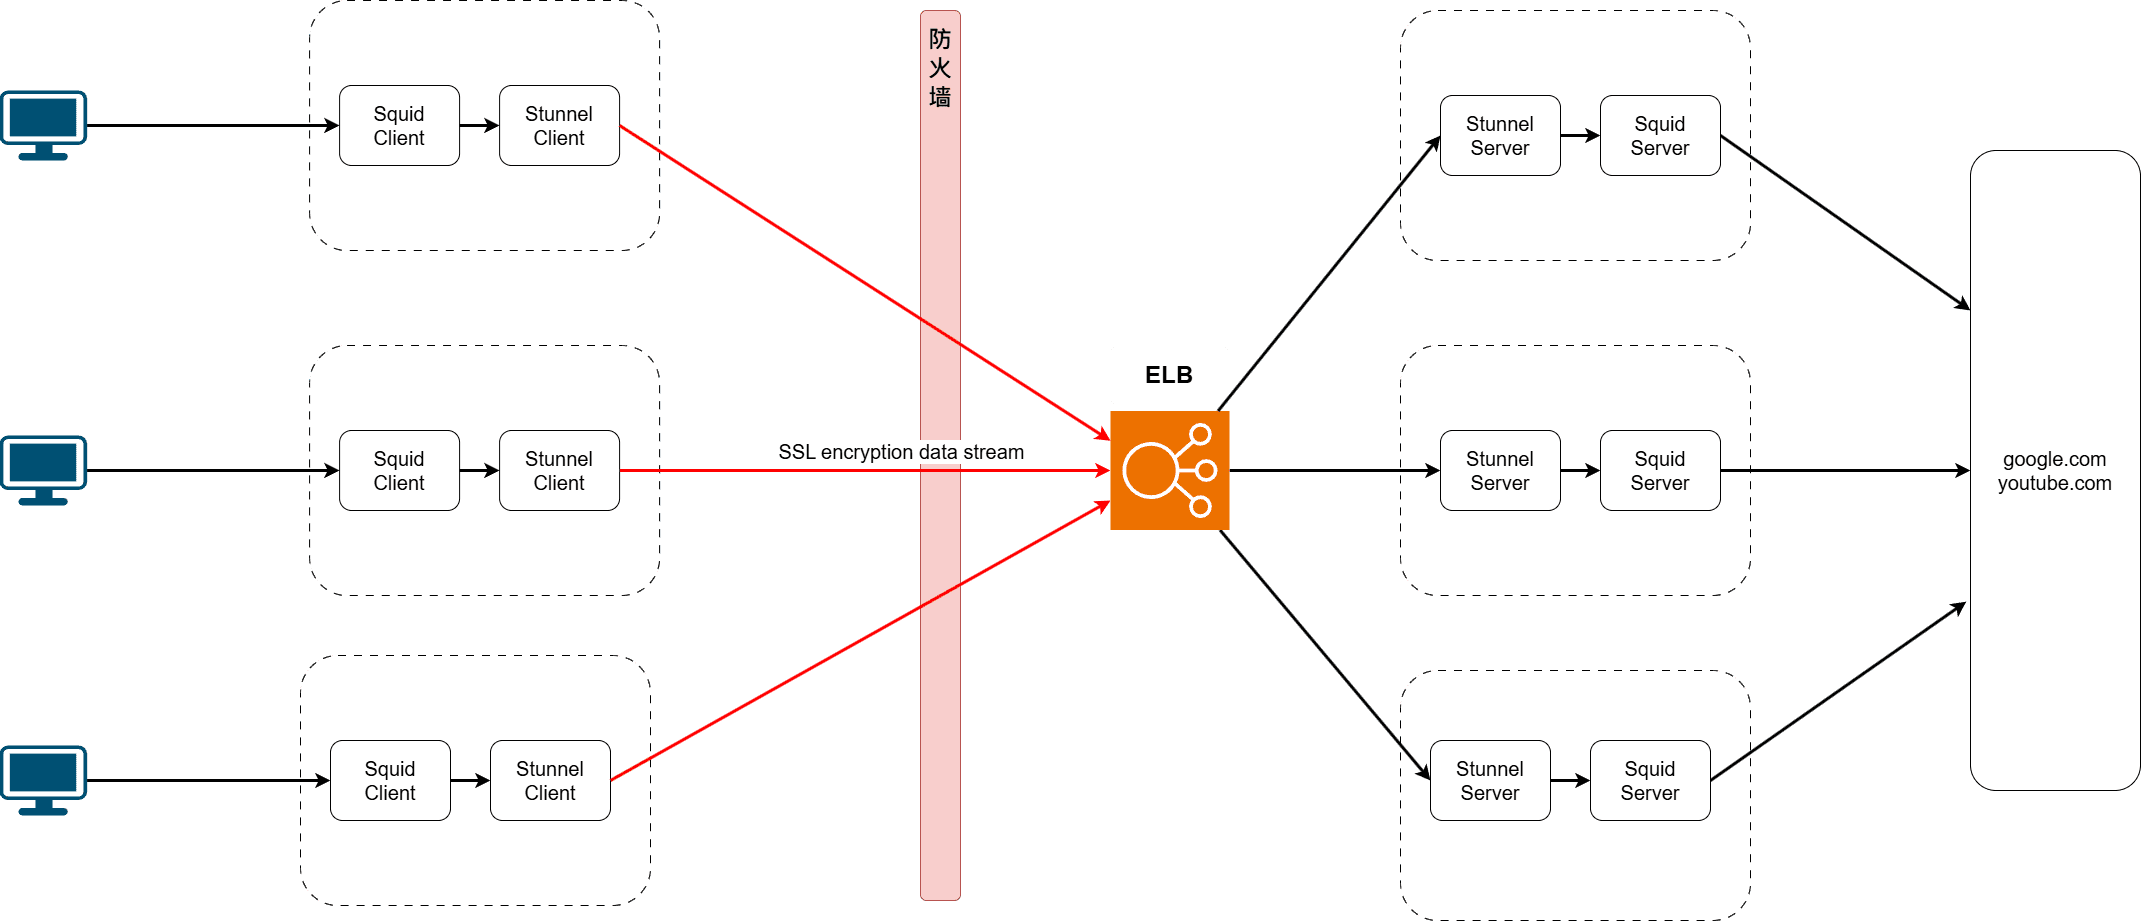 防
火
墙
Squid
Client
Stunnel
Client
Stunnel
Server
Squid
Server
ELB
SSL encryption data stream
Squid
Client
Stunnel
Client
Stunnel
Server
Squid
Server
google.com
youtube.com
Squid
Client
Stunnel
Client
Stunnel
Server
Squid
Server